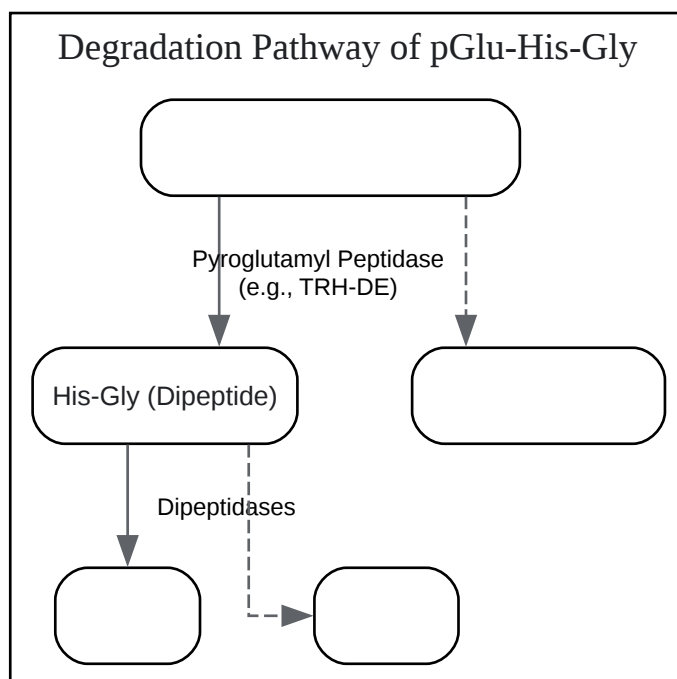 Degradation Pathway of pGlu-His-Gly
Pyroglutamyl Peptidase
(e.g., TRH-DE)
His-Gly (Dipeptide)
Dipeptidases